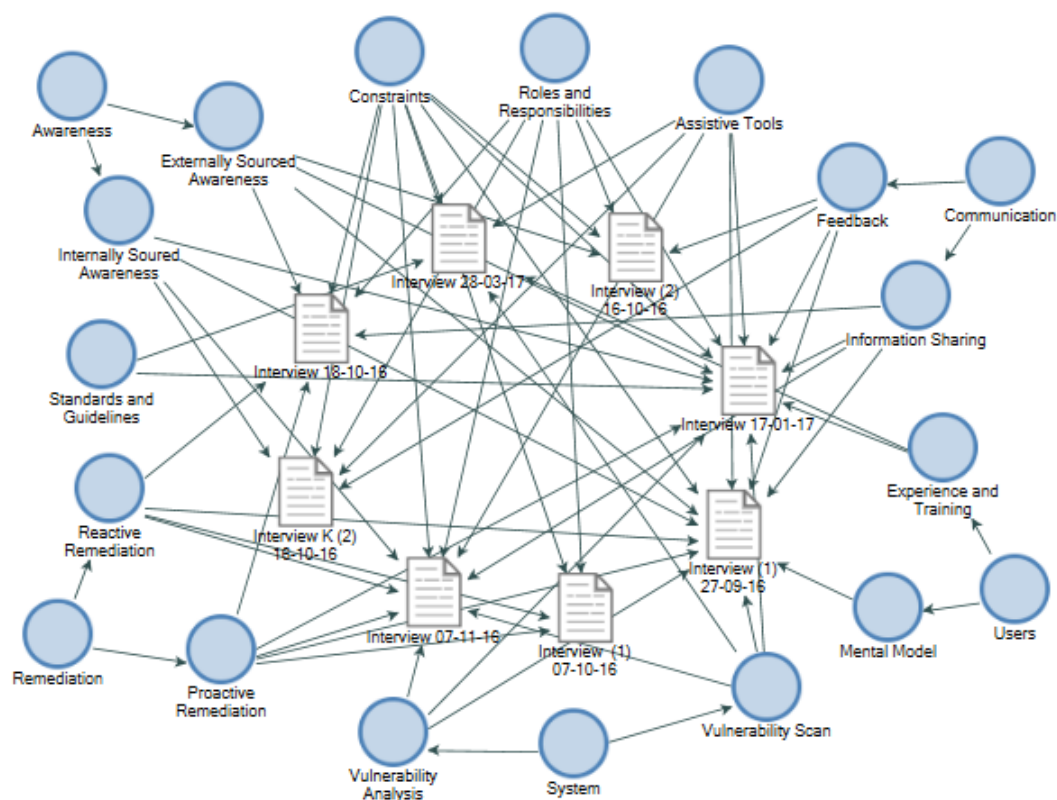 Constraints
Roles and
Responsibilities
Assistive Tools
Awareness
Externally Sourced
Awareness
Feedback
Communication
Internally Soured
Awareness
Interview 28-03-17
Interview (2)
16-10-16
Information Sharing
Interview 18-10-16
Standards and
Guidelines
Interview 17-01-17
Experience and
Training
Reactive
Remediation
Interview K (2)
18-10-16
Interview (1)
27-09-16
Interview 07-11-16
Interview (1)
07-10-16
Users
Mental Model
Remediation
Proactive
Remediation
Vulnerability Scan
Vulnerability
Analysis
System